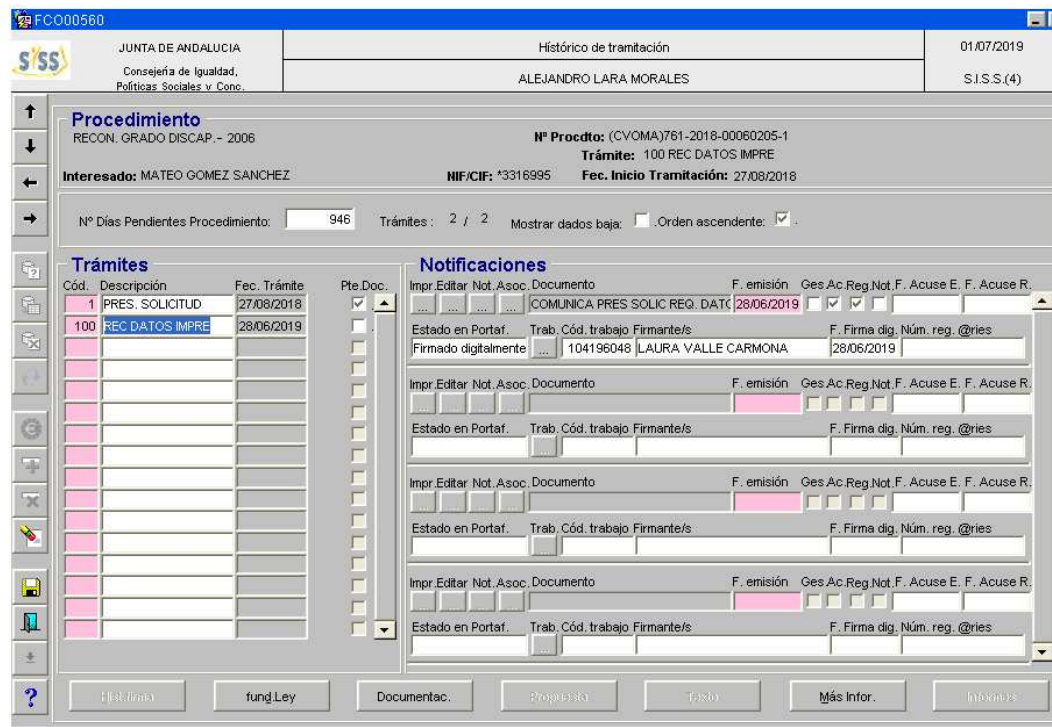 FCO00560
SISS
JUNTA DE ANDALUCIA
Consejería de Igualdad,
Políticas Sociales y Conc.
Histórico de tramitación
ALEJANDRO LARA MORALES
01/07/2019
S.I.S.S.(4)
Procedimiento
RECON. GRADO DISCAP.- 2006
Nº Procdto: (CVOMA)761-2018-00060205-1
Trámite: 100 REC DATOS IMPRE
Interesado: MATEO GOMEZ SANCHEZ NIF/CIF: *3316995 Fec. Inicio Tramitación: 27/08/2018
Nº Días Pendientes Procedimiento: 946 Trámites : 2 / 2 Mostrar dados baja: .Orden ascendente: .
Trámites
Cód. Descripción Fec. Trámite Pte.Doc.
1 PRES. SOLICITUD 27/08/2018
100 REC DATOS IMPRE 28/06/2019 .
Notificaciones
Impr.Editar Not.Asoc. Documento F. emisión Ges.Ac.Reg.Not. F. Acuse E. F. Acuse R.
... ... ... ... COMUNICA PRES SOLIC REQ. DATO 28/06/2019
Estado en Portaf. Trab. Cód. trabajo Firmante/s F. Firma dig. Núm. reg. @ries
Firmado digitalmente ... 104196048 LAURA VALLE CARMONA 28/06/2019
Impr.Editar Not.Asoc. Documento F. emisión Ges.Ac.Reg.Not. F. Acuse E. F. Acuse R.
... ... ... ...
Estado en Portaf. Trab. Cód. trabajo Firmante/s F. Firma dig. Núm. reg. @ries
...
Impr.Editar Not.Asoc. Documento F. emisión Ges.Ac.Reg.Not. F. Acuse E. F. Acuse R.
... ... ... ...
Estado en Portaf. Trab. Cód. trabajo Firmante/s F. Firma dig. Núm. reg. @ries
...
Impr.Editar Not.Asoc. Documento F. emisión Ges.Ac.Reg.Not. F. Acuse E. F. Acuse R.
... ... ... ...
Estado en Portaf. Trab. Cód. trabajo Firmante/s F. Firma dig. Núm. reg. @ries
...
Hist.firma fund.Ley Documentac. Propuesta Texto Más Infor. Informes